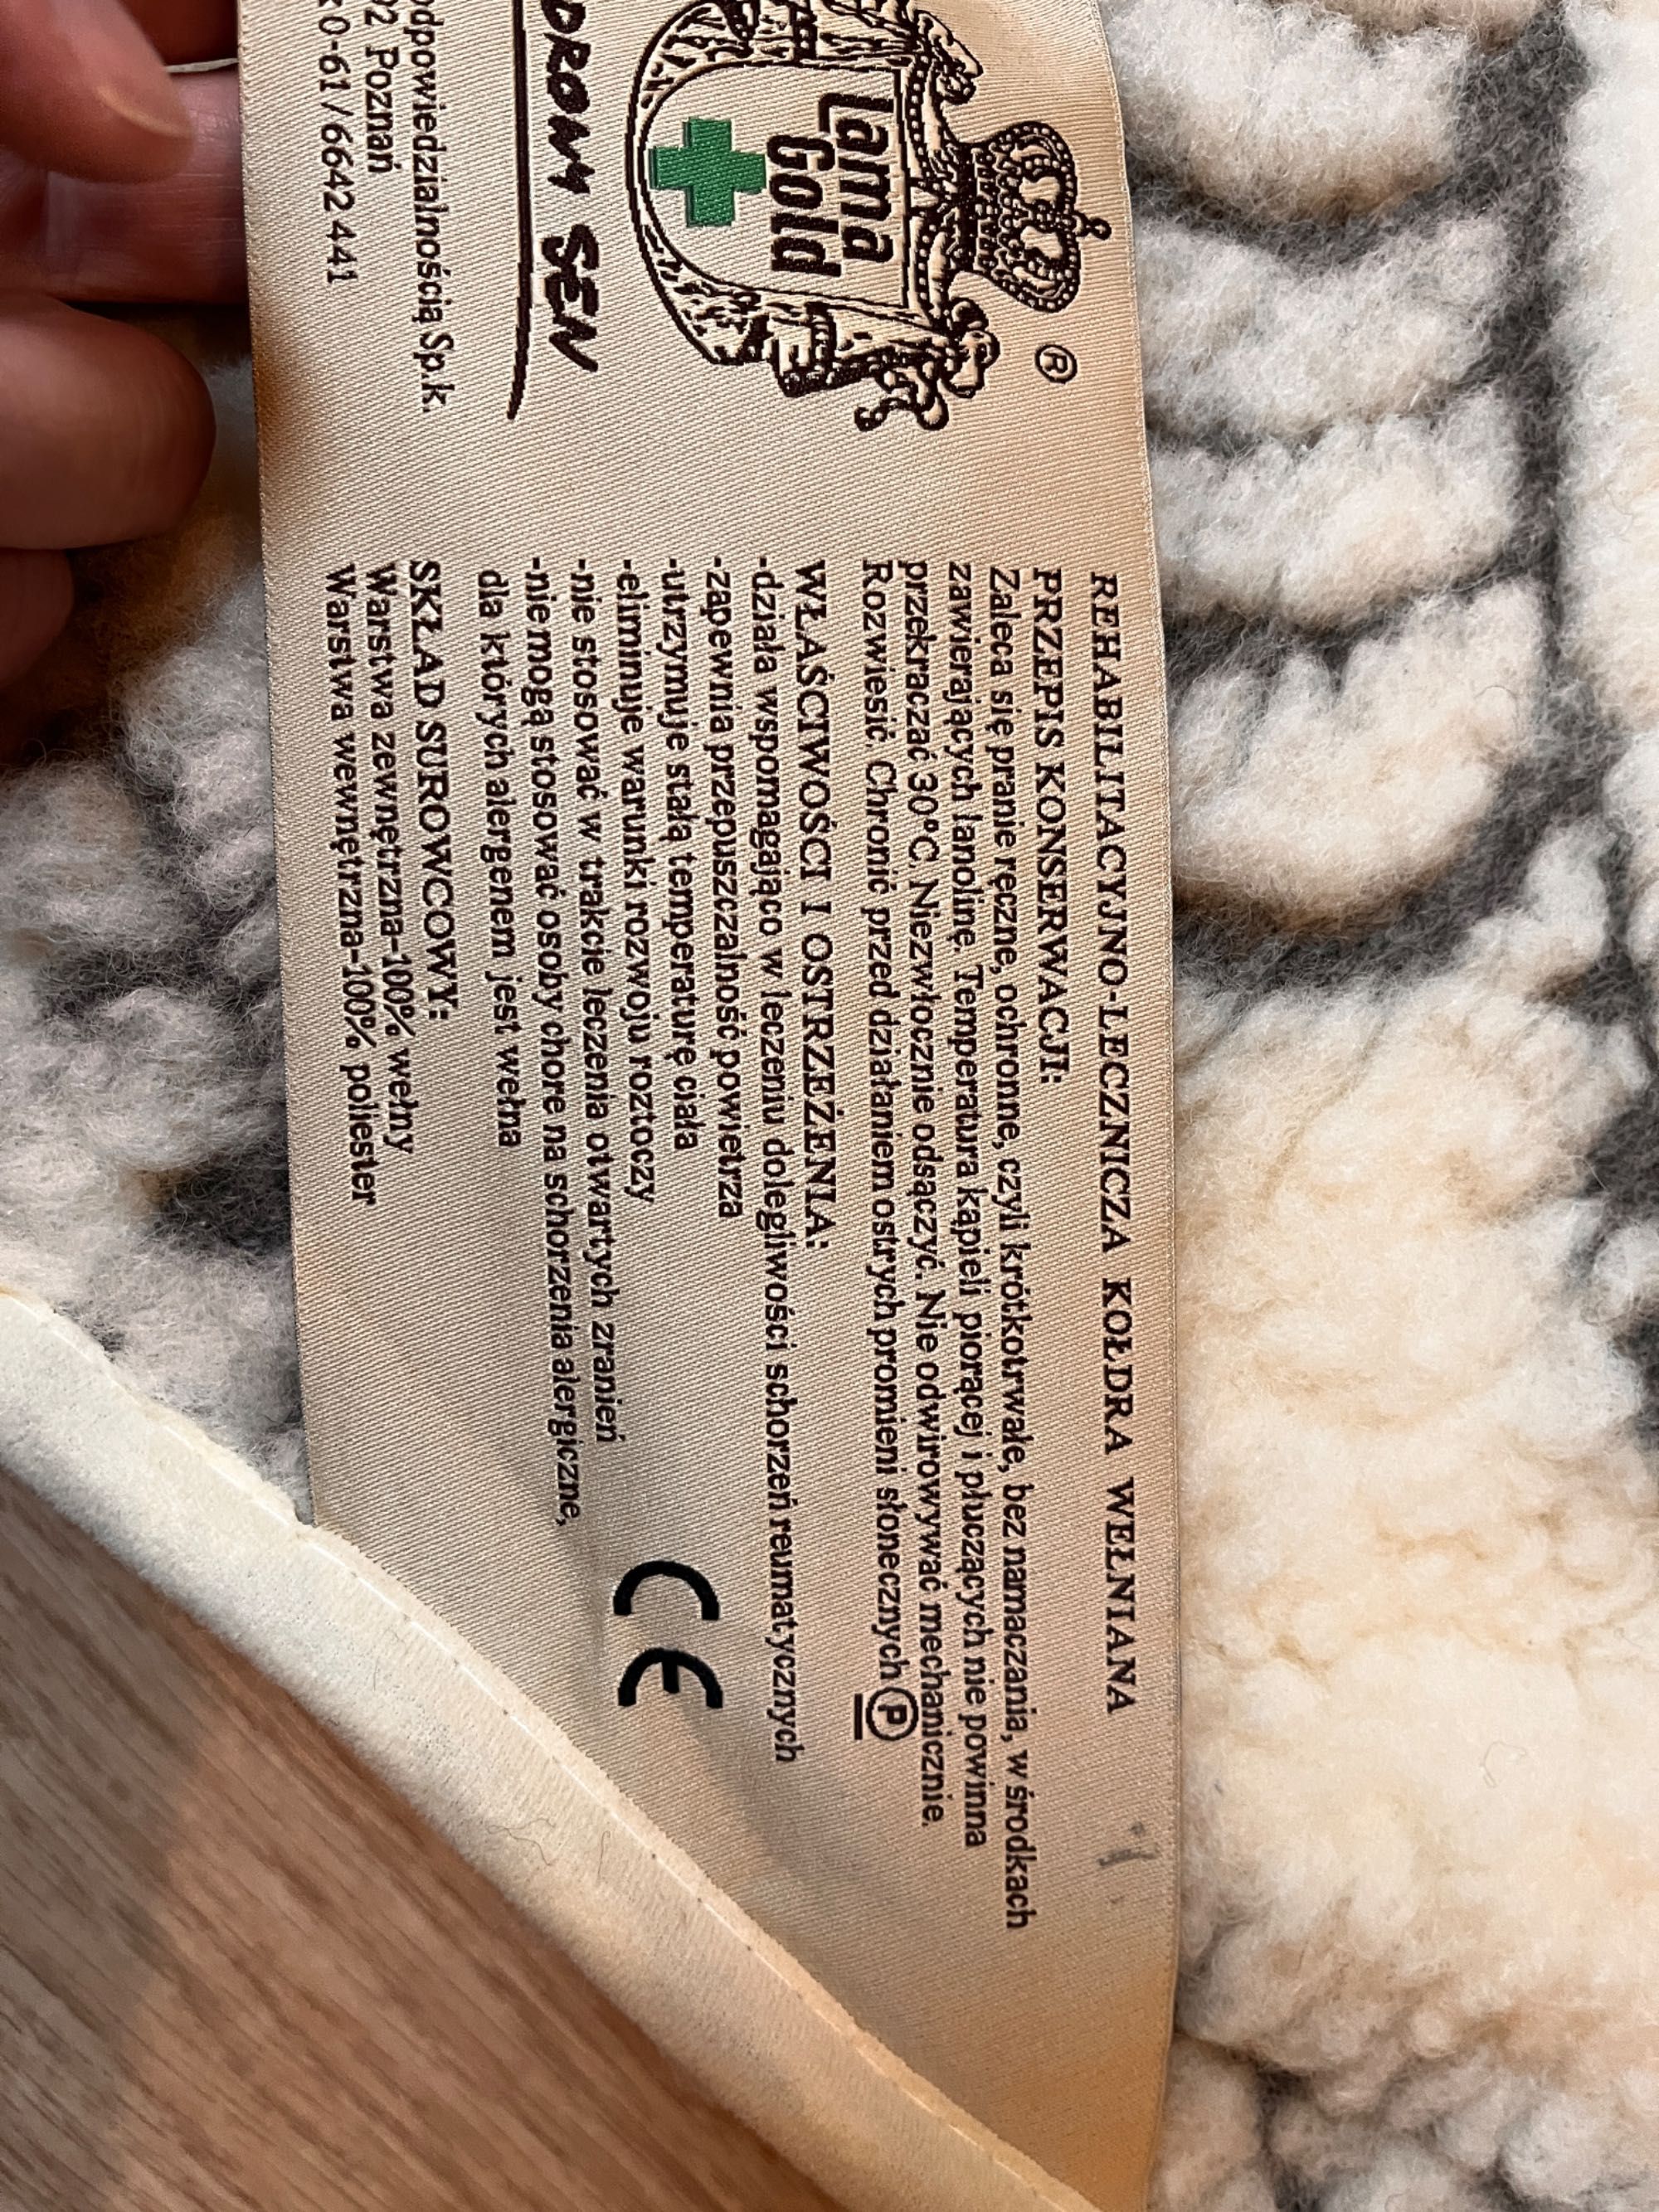 Lama
Gold
®
SEN
odpowiedzialnością Sp.k.
Poznań
0-61/6642441
REHABILITACYJNO-LECZNICZA KOŁDRA WEŁNIANA
PRZEPIS KONSERWACJI:
Zaleca się pranie ręczne, ochronne, czyli krótkotrwałe, bez namaczania, w środkach
zawierających lanolinę. Temperatura kąpieli piorącej i płuczących nie powinna
przekraczać 30°C. Niezwłocznie odsączyć. Nie odwirowywać mechanicznie.
Rozwiesić. Chronić przed działaniem ostrych promieni słonecznych P
WŁAŚCIWOŚCI I OSTRZEŻENIA:
-działa wspomagająco w leczeniu dolegliwości schorzeń reumatycznych
-zapewnia przepuszczalność powietrza
-utrzymuje stałą temperaturę ciała
-eliminuje warunki rozwoju roztoczy
-nie stosować w trakcie leczenia otwartych zranień
-nie mogą stosować osoby chore na schorzenia alergiczne,
dla których alergenem jest wełna
CE
SKŁAD SUROWCOWY:
Warstwa zewnętrzna-100% wełny
Warstwa wewnętrzna-100% poliester